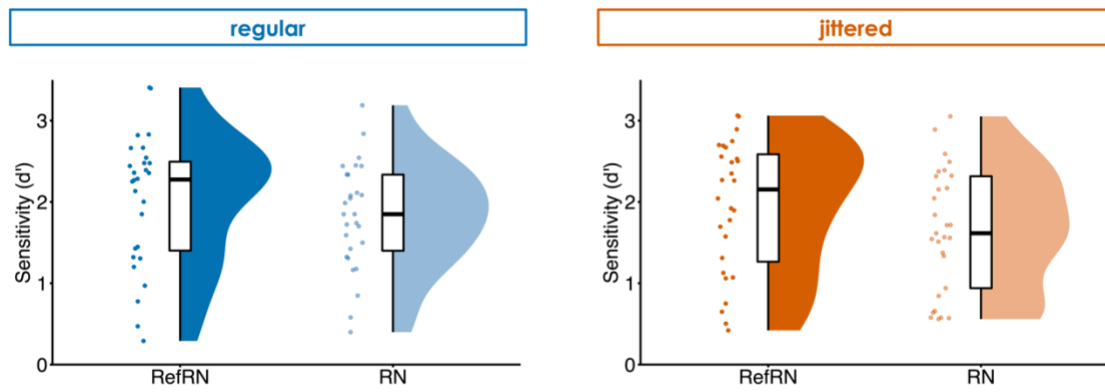 regular
jittered
Sensitivity (d')
3
2
1
0
RefRN
RN
Sensitivity (d')
3
2
1
0
RefRN
RN